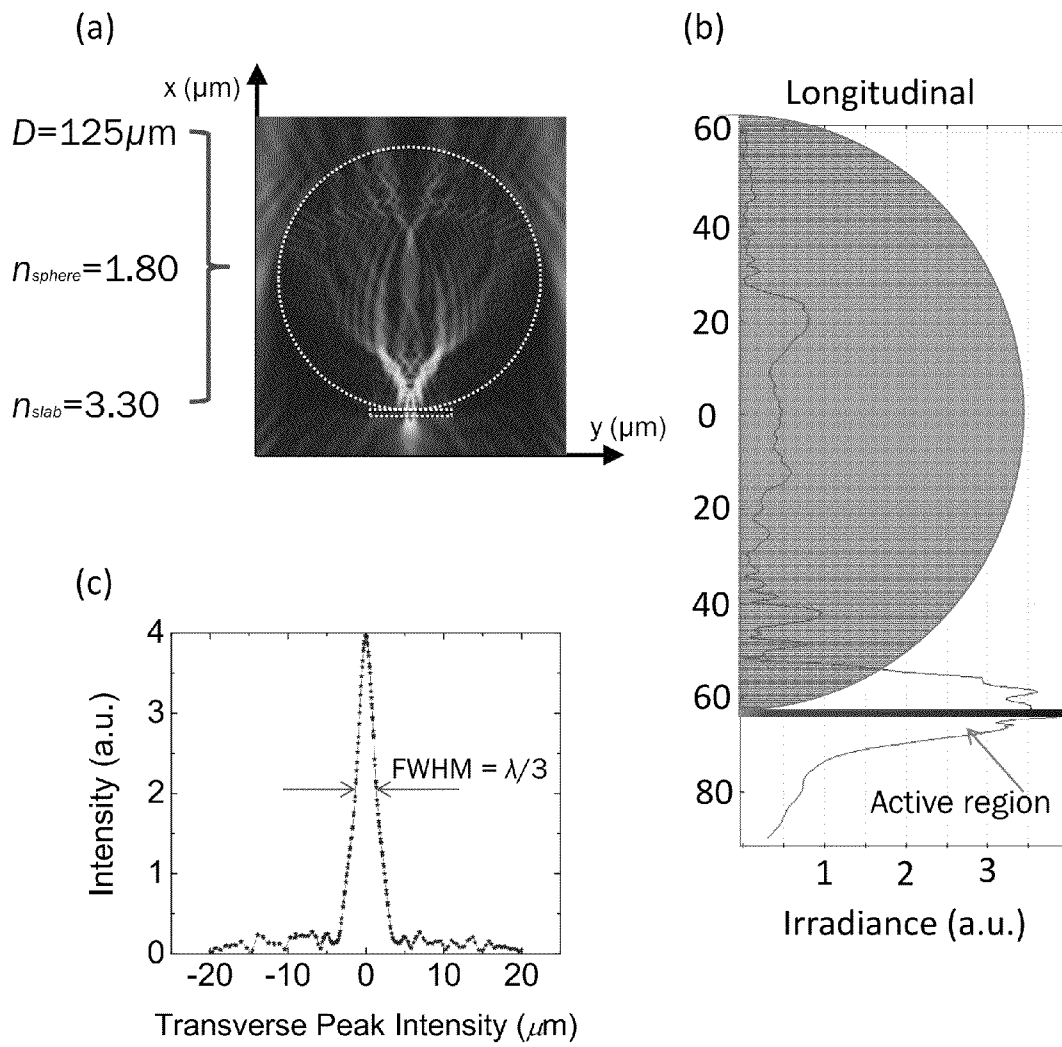 (a)
x (µm)
D=125µm
nsphere=1.80
nslab=3.30
y (µm)
(b)
Longitudinal
60
40
20
0
20
40
60
80
Active region
1 2 3
Irradiance (a.u.)
(c)
4
3
2
1
0
Intensity (a.u.)
FWHM = λ/3
-20 -10 0 10 20
Transverse Peak Intensity (µm)